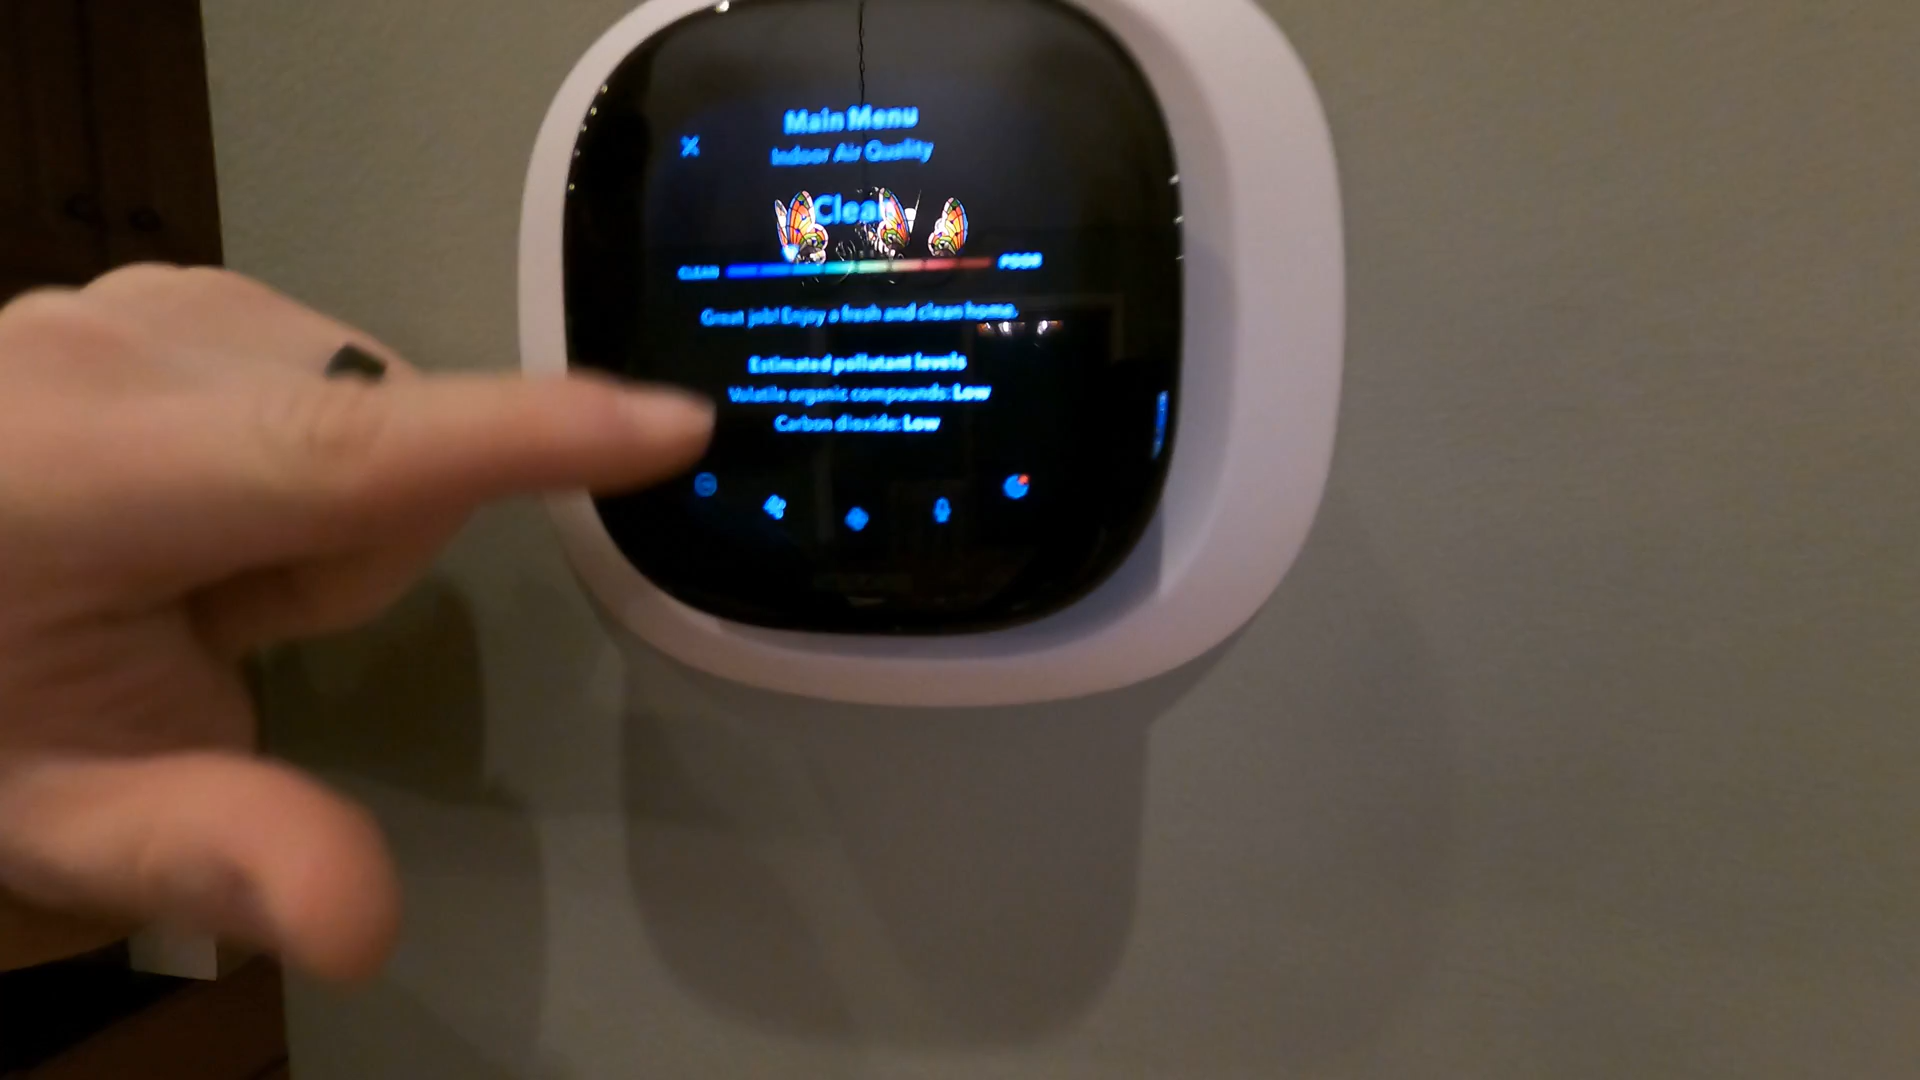 Main Menu
Indoor Air Quality
Clean
CLEAN POOR
Great job! Enjoy a fresh and clean home.
Estimated pollutant levels
Volatile organic compounds: Low
Carbon dioxide: Low